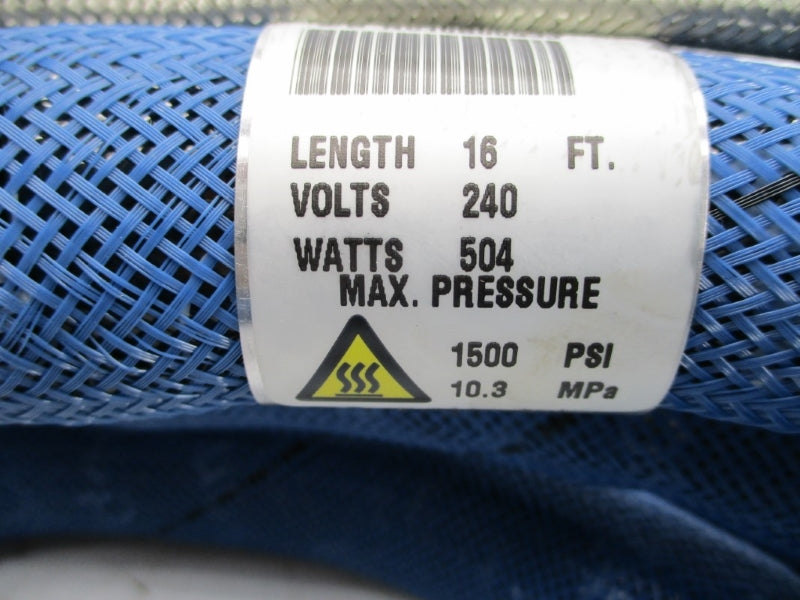 LENGTH 16 FT.
VOLTS 240
WATTS 504
MAX. PRESSURE
1500 PSI
10.3 MPa